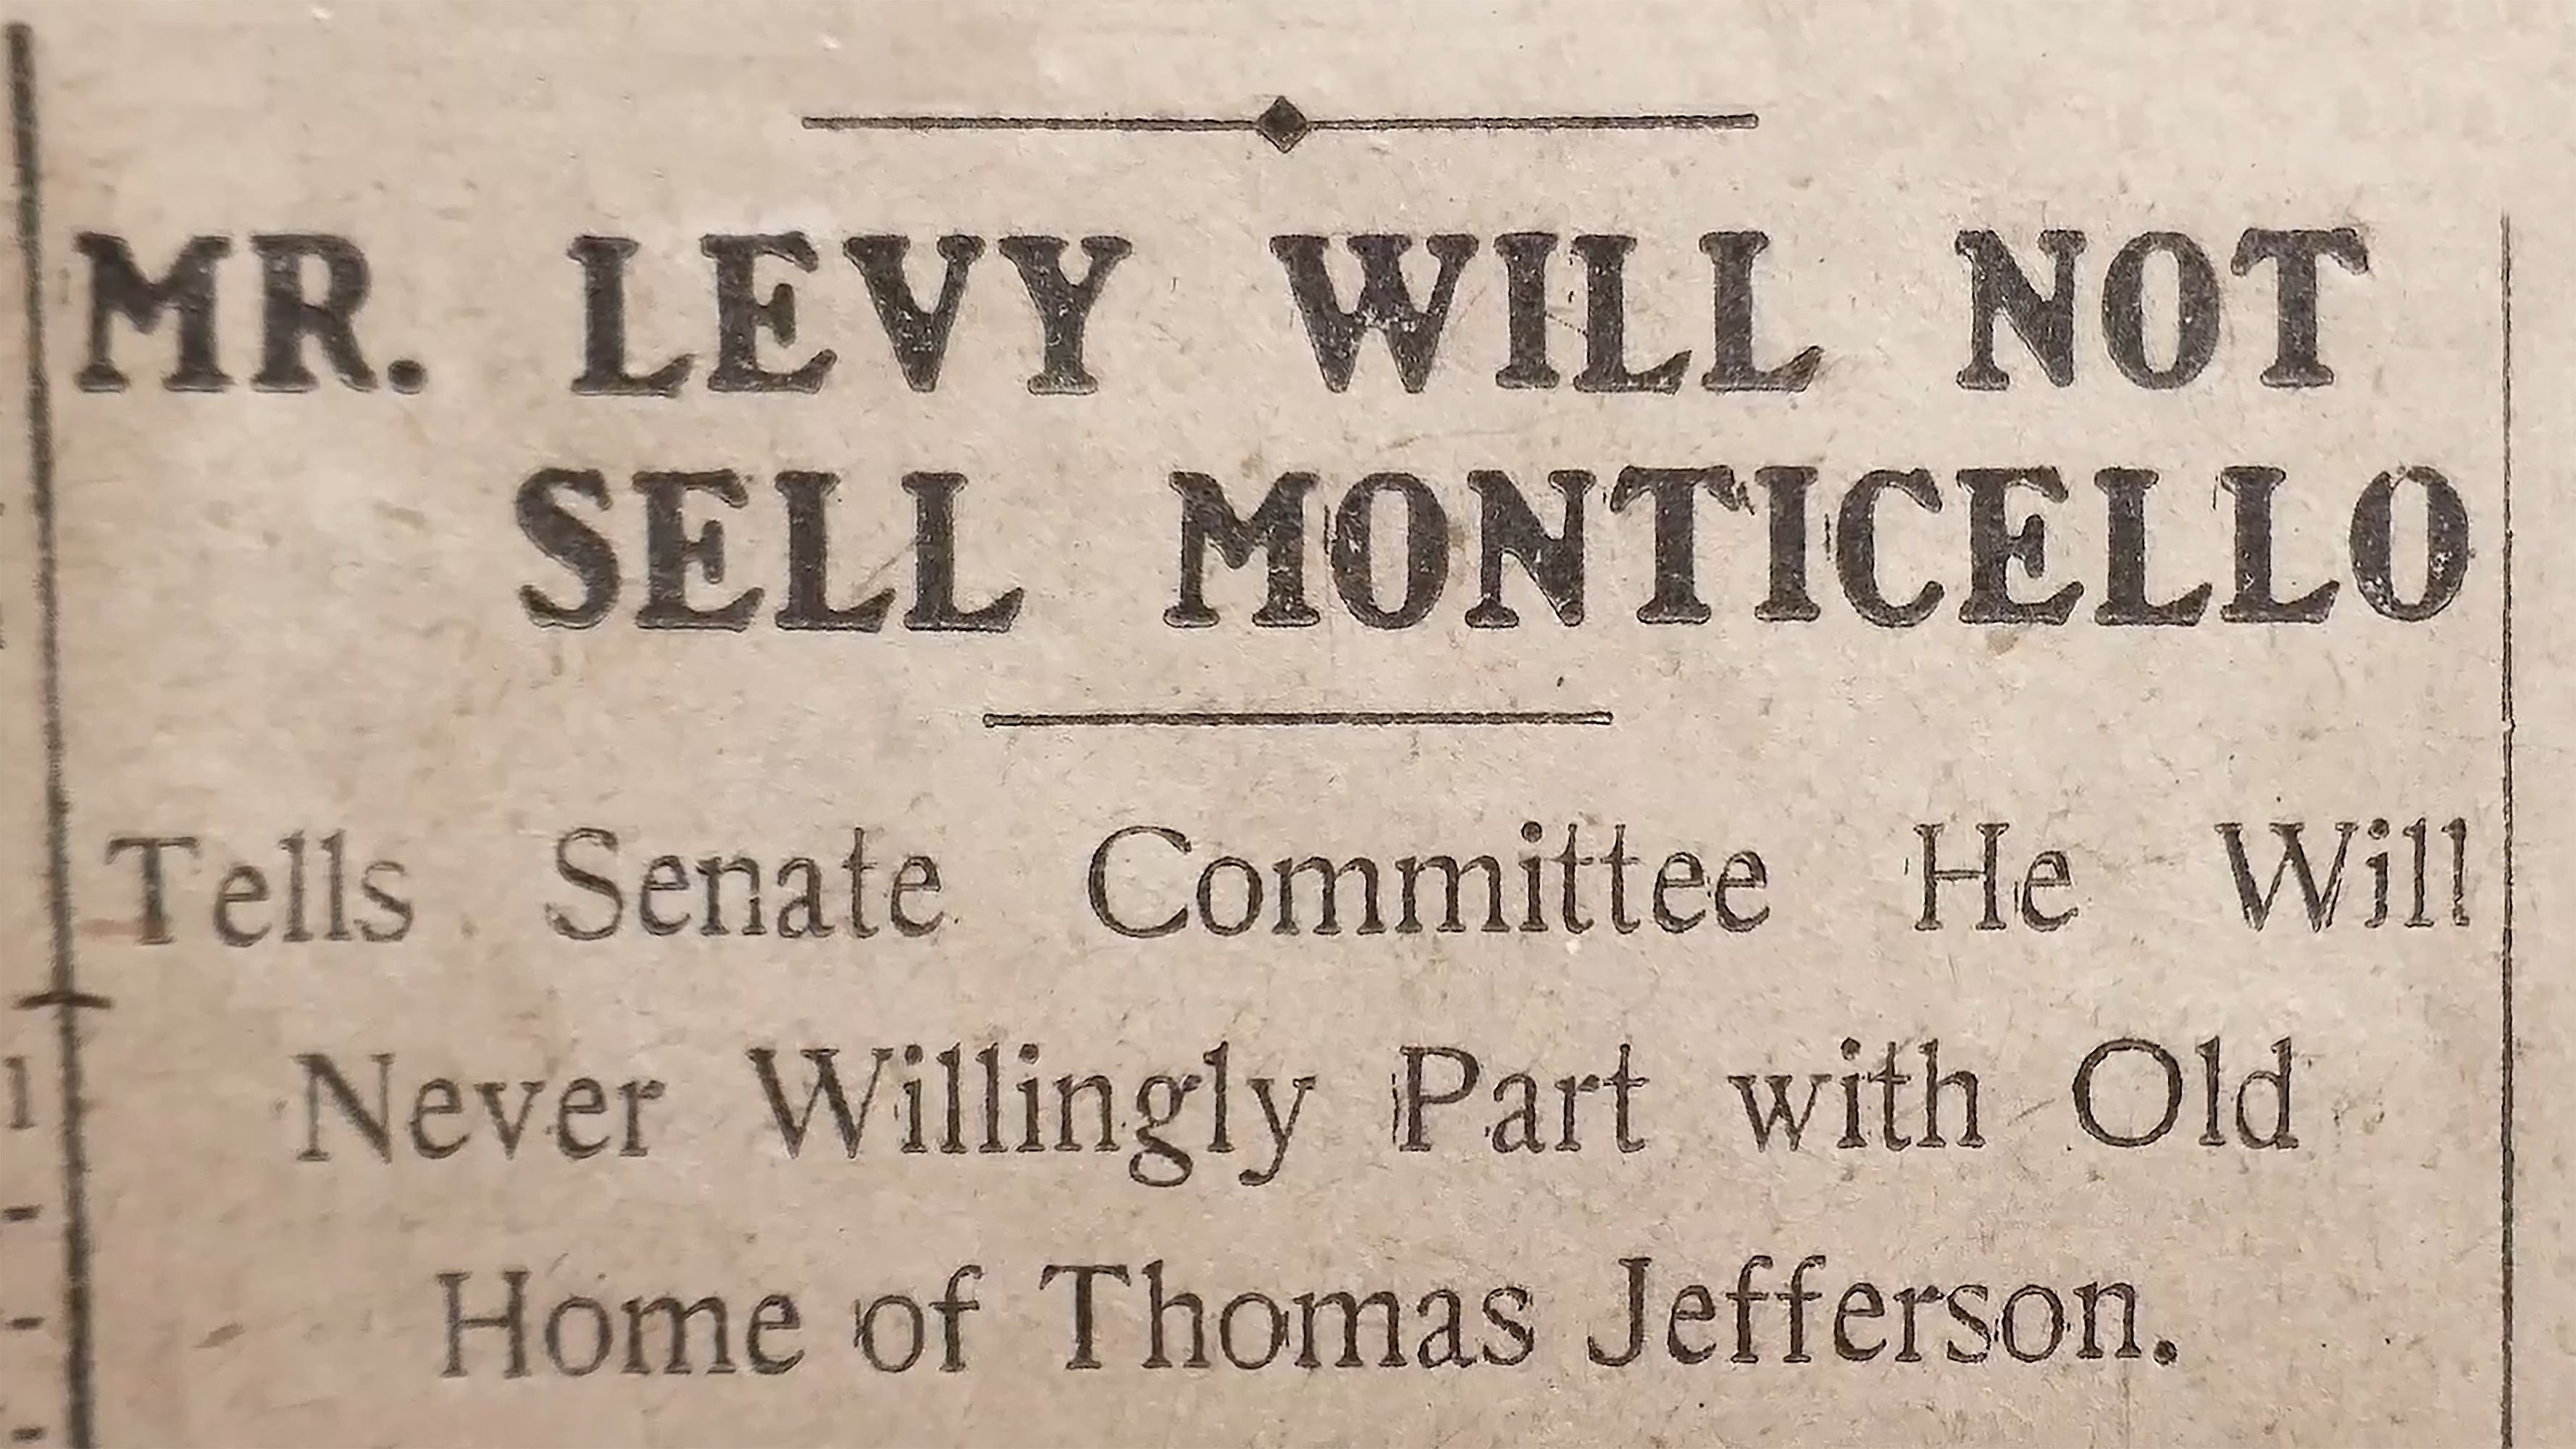 MR. LEVY WILL NOT
SELL MONTICELLO
Tells Senate Committee He Will
Never Willingly Part with Old
Home of Thomas Jefferson.